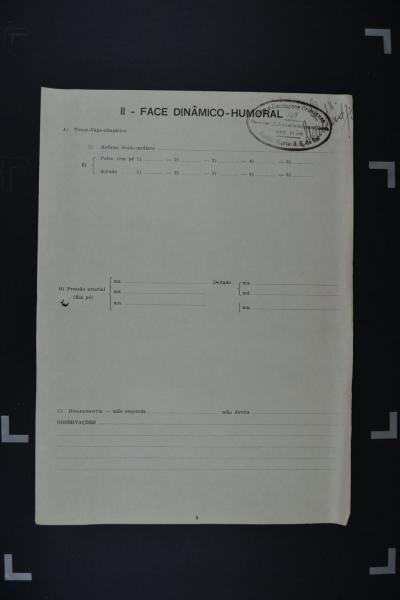 II - FACE DINÂMICO-HUMORAL
A) Tonus-Vago-simpático
1) Reflexo óculo-cardíaco
2) Pulso (em pé 1) — 2) — 3) — 4) — 5)
deitado 1) — 2) — 3) — 4) — 5)
B) Pressão arterial
(Em pé)
mx.
md.
mn.
Deitado
mx.
md.
mn.
C) Dinamometria — mão esquerda mão direita
OBSERVAÇÕES